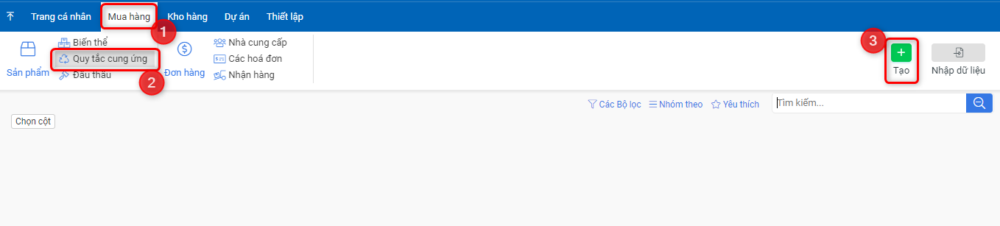 Trang cá nhân Mua hàng Kho hàng Dự án Thiết lập
1
Sản phẩm
Biến thể
Quy tắc cung ứng
Đấu thầu
2
Đơn hàng
Nhà cung cấp
Các hoá đơn
Nhận hàng
3
Tạo
Nhập dữ liệu
Các Bộ lọc Nhóm theo Yêu thích Tìm kiếm...
Chọn cột